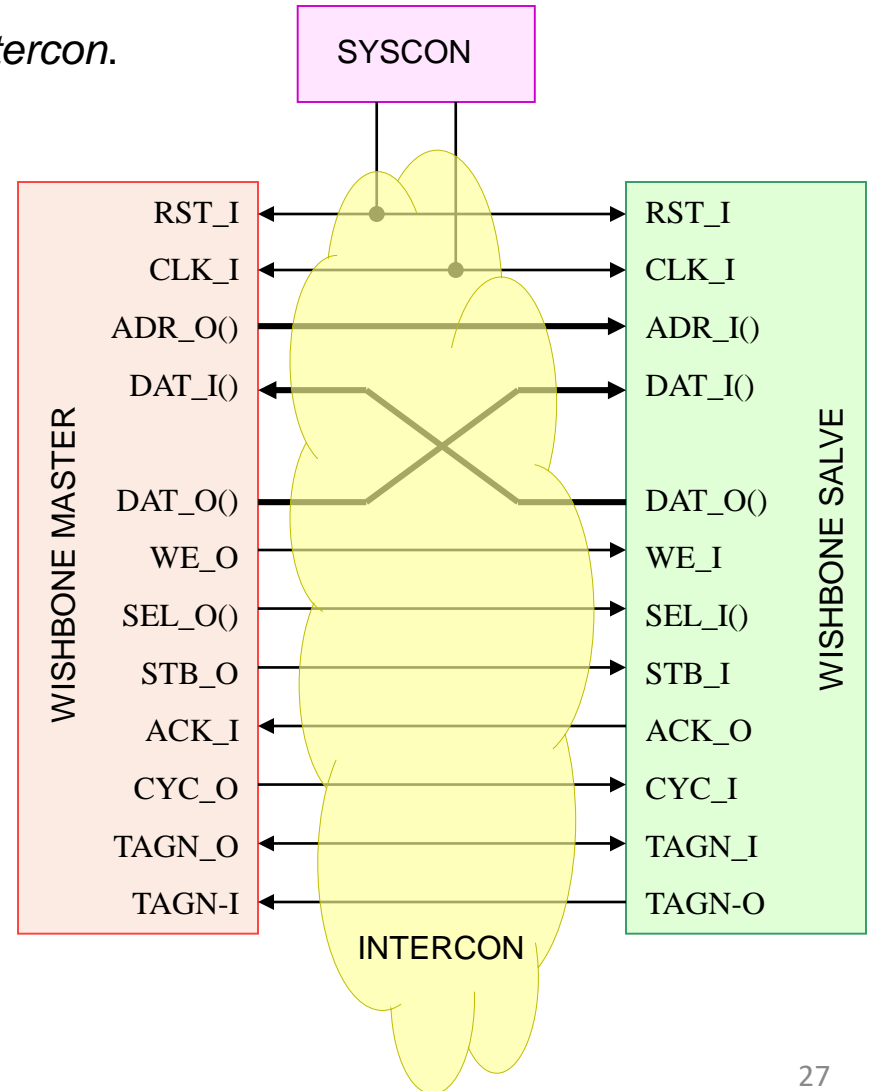 tercon.
SYSCON
WISHBONE MASTER
RST_I
CLK_I
ADR_O()
DAT_I()
DAT_O()
WE_O
SEL_O()
STB_O
ACK_I
CYC_O
TAGN_O
TAGN-I
INTERCON
RST_I
CLK_I
ADR_I()
DAT_I()
DAT_O()
WE_I
SEL_I()
STB_I
ACK_O
CYC_I
TAGN_I
TAGN-O
WISHBONE SALVE
27